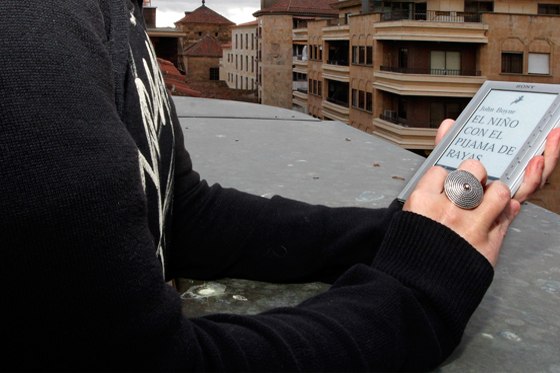 SONY
John Boyne
EL NIÑO
CON EL
PIJAMA DE
RAYAS